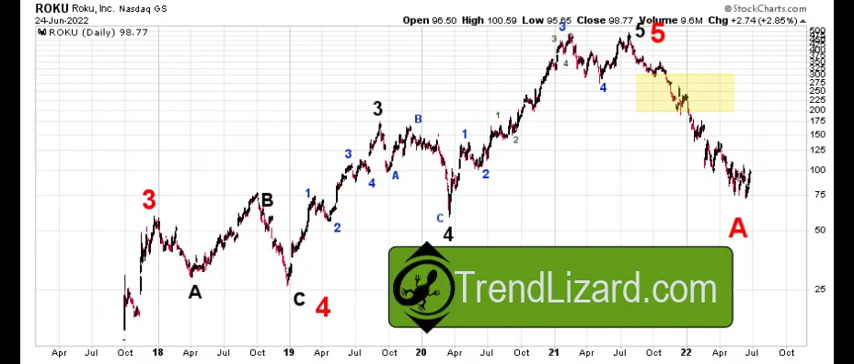 ROKU Roku, Inc. Nasdaq GS
© StockCharts.com
24-Jun-2022
Open 96.50 High 100.59 Low 95.65 Close 98.77 Volume 9.6M Chg +2.74 (+2.85%)
ROKU (Daily) 98.77
3 5 5
500
450
400
350
300
250
200
175
150
125
100
75
50
25
3 4
4
3 B
1 2
1 2
3 4 A
1 2
3 B
1 2
C 4
A
A C 4
TrendLizard.com
Apr Jul Oct 18 Apr Jul Oct 19 Apr Jul Oct 20 Apr Jul Oct 21 Apr Jul Oct 22 Apr Jul Oct